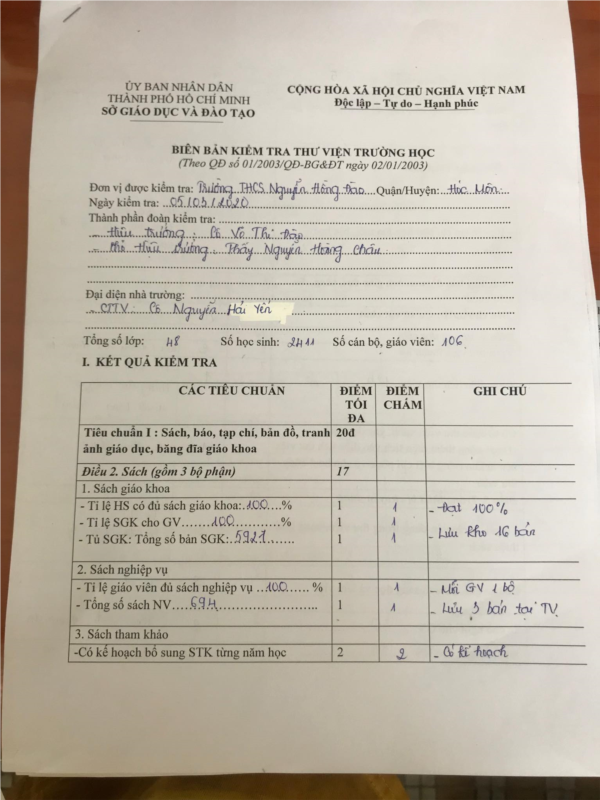 ỦY BAN NHÂN DÂN
THÀNH PHỐ HỒ CHÍ MINH
SỞ GIÁO DỤC VÀ ĐÀO TẠO
CỘNG HÒA XÃ HỘI CHỦ NGHĨA VIỆT NAM
Độc lập – Tự do – Hạnh phúc
BIÊN BẢN KIỂM TRA THƯ VIỆN TRƯỜNG HỌC
(Theo QĐ số 01/2003/QĐ-BG&ĐT ngày 02/01/2003)
Đơn vị được kiểm tra: Trường THCS Nguyễn Hồng Đào Quận/Huyện: Hóc Môn
Ngày kiểm tra: 05/03/2020
Thành phần đoàn kiểm tra:
- Thủ trưởng: Cô Võ Thị Đào
- Phó thủ trưởng: Thầy Nguyễn Hoàng Châu
Đại diện nhà trường:
- CTTV: Cô Nguyễn Hải Yến
Tổng số lớp: 48 Số học sinh: 2411 Số cán bộ, giáo viên: 106
I. KẾT QUẢ KIỂM TRA
CÁC TIÊU CHUẨN ĐIỂM TỐI ĐA ĐIỂM CHẤM GHI CHÚ
Tiêu chuẩn I : Sách, báo, tạp chí, bản đồ, tranh 20đ
ảnh giáo dục, băng đĩa giáo khoa
Điều 2. Sách (gồm 3 bộ phận) 17
1. Sách giáo khoa
- Tỉ lệ HS có đủ sách giáo khoa: 100 % 1 1 - Đạt 100%
- Tỉ lệ SGK cho GV 100 % 1 1
- Tủ SGK: Tổng số bản SGK: 5927 1 1 - Lưu kho 16 bản
2. Sách nghiệp vụ
- Tỉ lệ giáo viên đủ sách nghiệp vụ 100 % 1 1 - Mỗi GV 1 bộ
- Tổng số sách NV 694 1 1 - Lưu 3 bản tại TV
3. Sách tham khảo
-Có kế hoạch bổ sung STK từng năm học 2 2 - Có kế hoạch